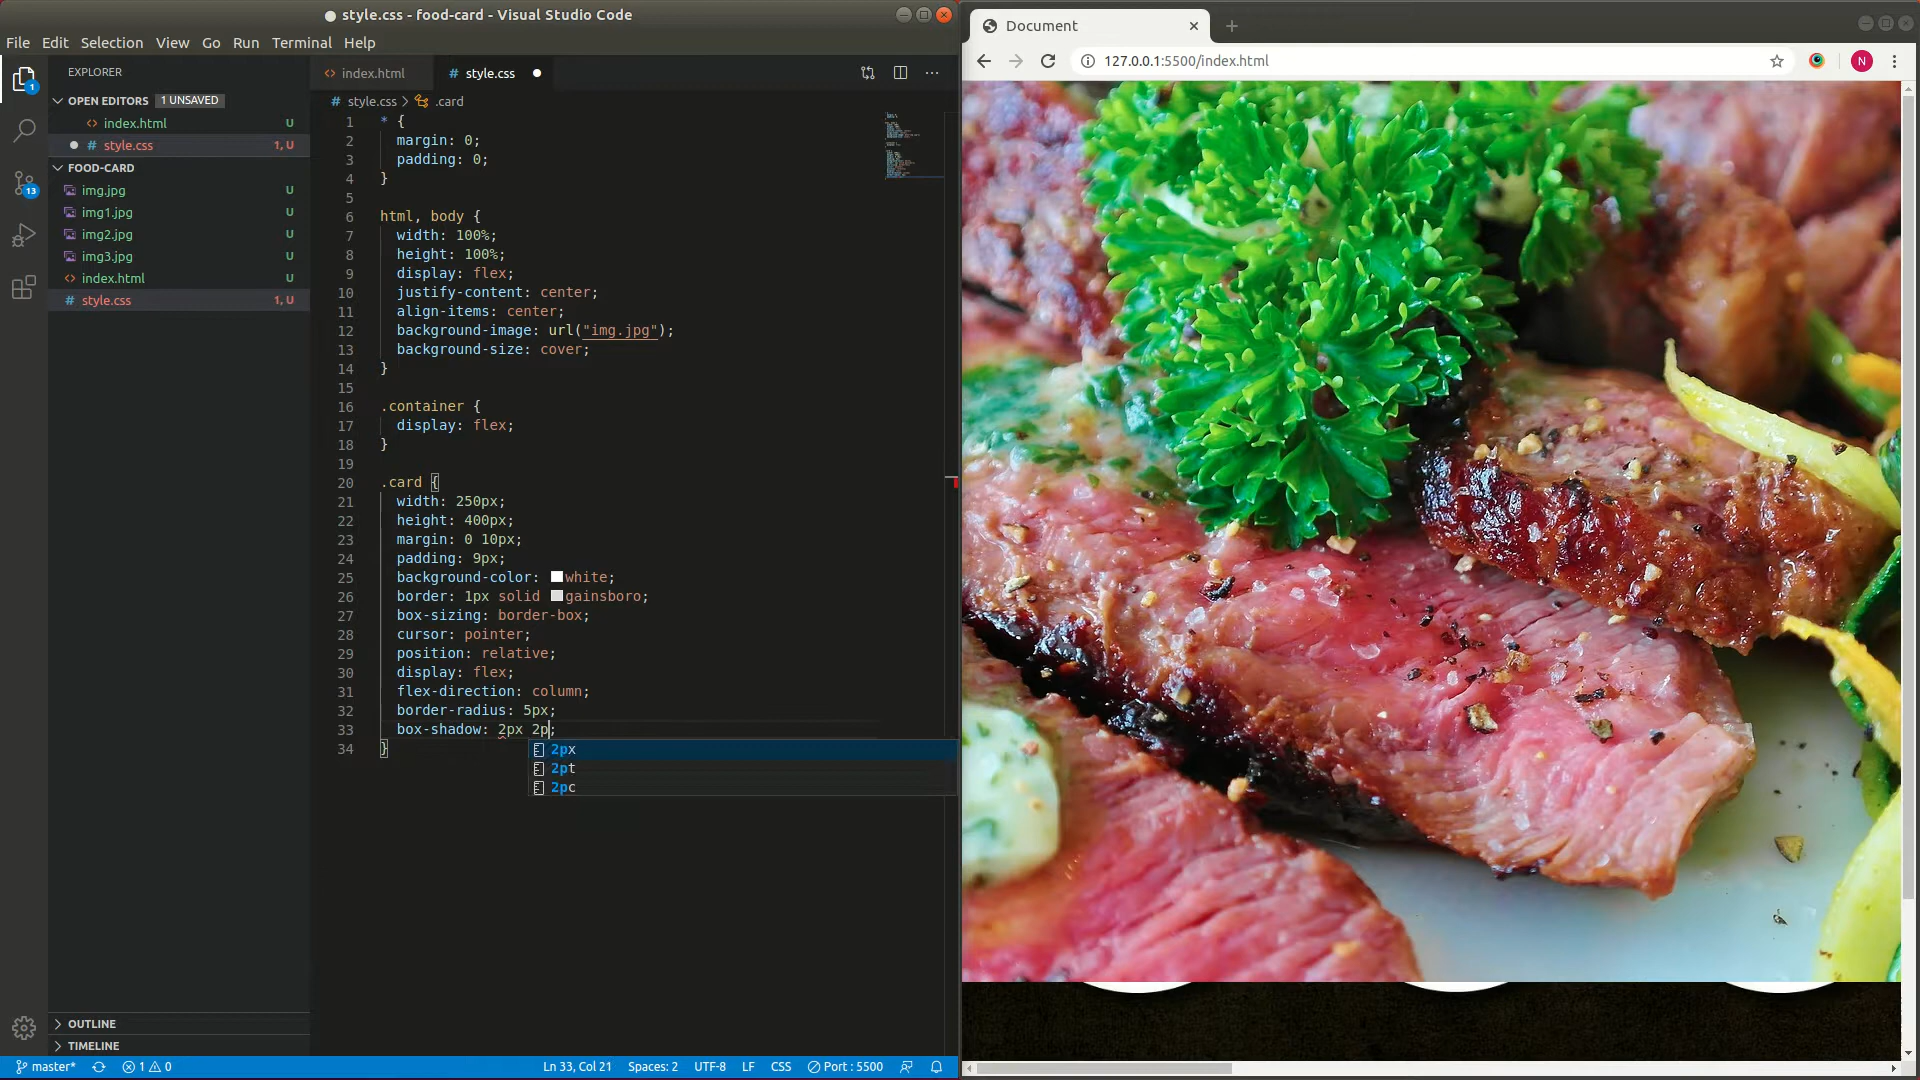 style.css - food-card - Visual Studio Code
File Edit Selection View Go Run Terminal Help
EXPLORER
OPEN EDITORS 1 UNSAVED
index.html U
style.css 1, U
FOOD-CARD
img.jpg U
img1.jpg U
img2.jpg U
img3.jpg U
index.html U
style.css 1, U
OUTLINE
TIMELINE
1
13
index.html
style.css
style.css > .card
1 * {
2 margin: 0;
3 padding: 0;
4 }
5
6 html, body {
7 width: 100%;
8 height: 100%;
9 display: flex;
10 justify-content: center;
11 align-items: center;
12 background-image: url("img.jpg");
13 background-size: cover;
14 }
15
16 .container {
17 display: flex;
18 }
19
20 .card {
21 width: 250px;
22 height: 400px;
23 margin: 0 10px;
24 padding: 9px;
25 background-color: white;
26 border: 1px solid gainsboro;
27 box-sizing: border-box;
28 cursor: pointer;
29 position: relative;
30 display: flex;
31 flex-direction: column;
32 border-radius: 5px;
33 box-shadow: 2px 2p;
34 }
2px
2pt
2pc
master* 1 0 Ln 33, Col 21 Spaces: 2 UTF-8 LF CSS Port : 5500
Document
127.0.0.1:5500/index.html
N